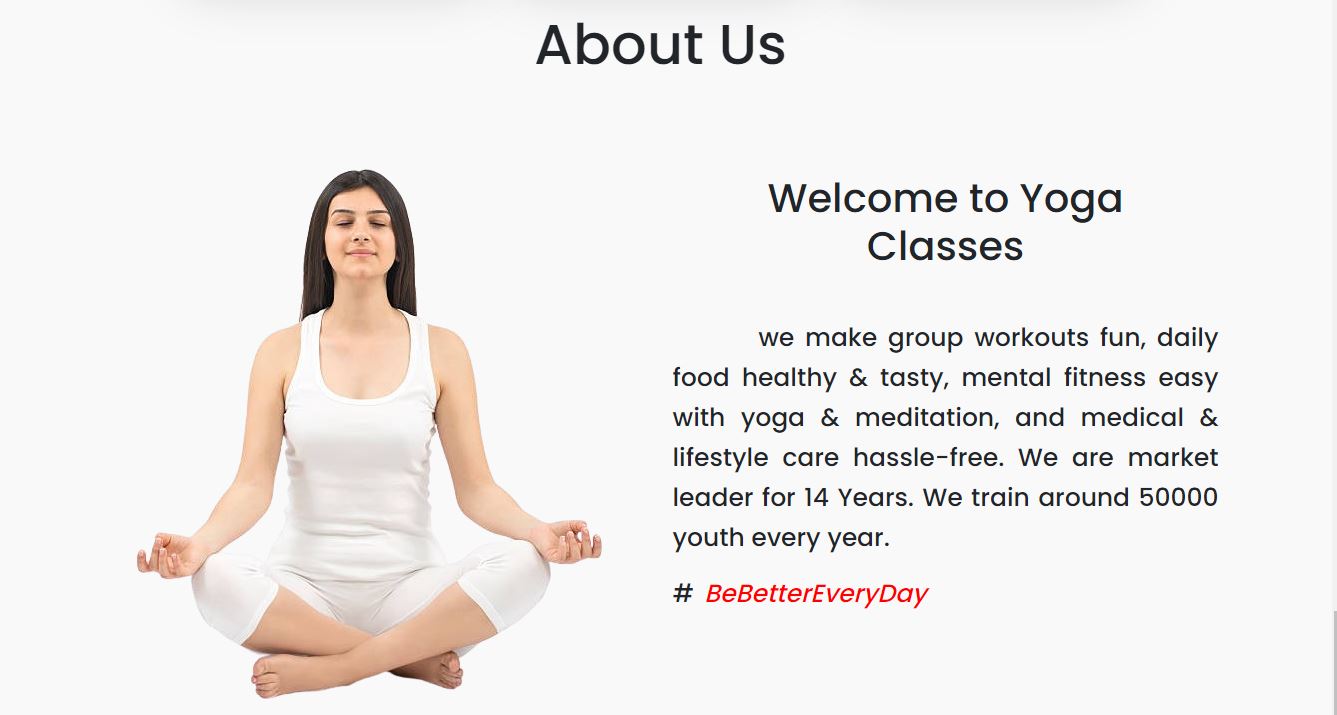 About Us
Welcome to Yoga
Classes
we make group workouts fun, daily
food healthy & tasty, mental fitness easy
with yoga & meditation, and medical &
lifestyle care hassle-free. We are market
leader for 14 Years. We train around 50000
youth every year.
# BeBetterEveryDay